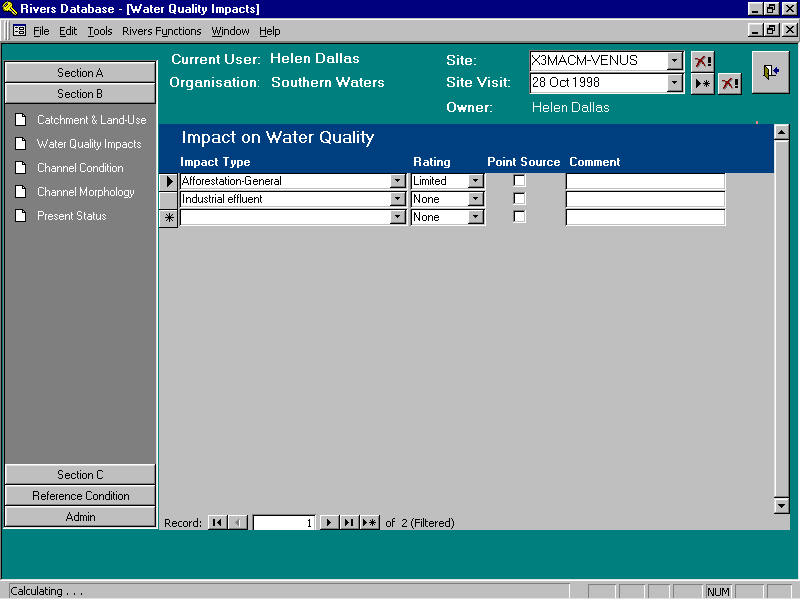 Rivers Database - [Water Quality Impacts]
File Edit Tools Rivers Functions Window Help
Current User: Helen Dallas
Organisation: Southern Waters
Site: X3MACM-VENUS
Site Visit: 28 Oct 1998
Owner: Helen Dallas
Section A
Section B
Catchment & Land-Use
Water Quality Impacts
Channel Condition
Channel Morphology
Present Status
Section C
Reference Condition
Admin
Impact on Water Quality
Impact Type Rating Point Source Comment
Afforestation-General Limited
Industrial effluent None
None
Record: 1 of 2 (Filtered)
Calculating . . . NUM